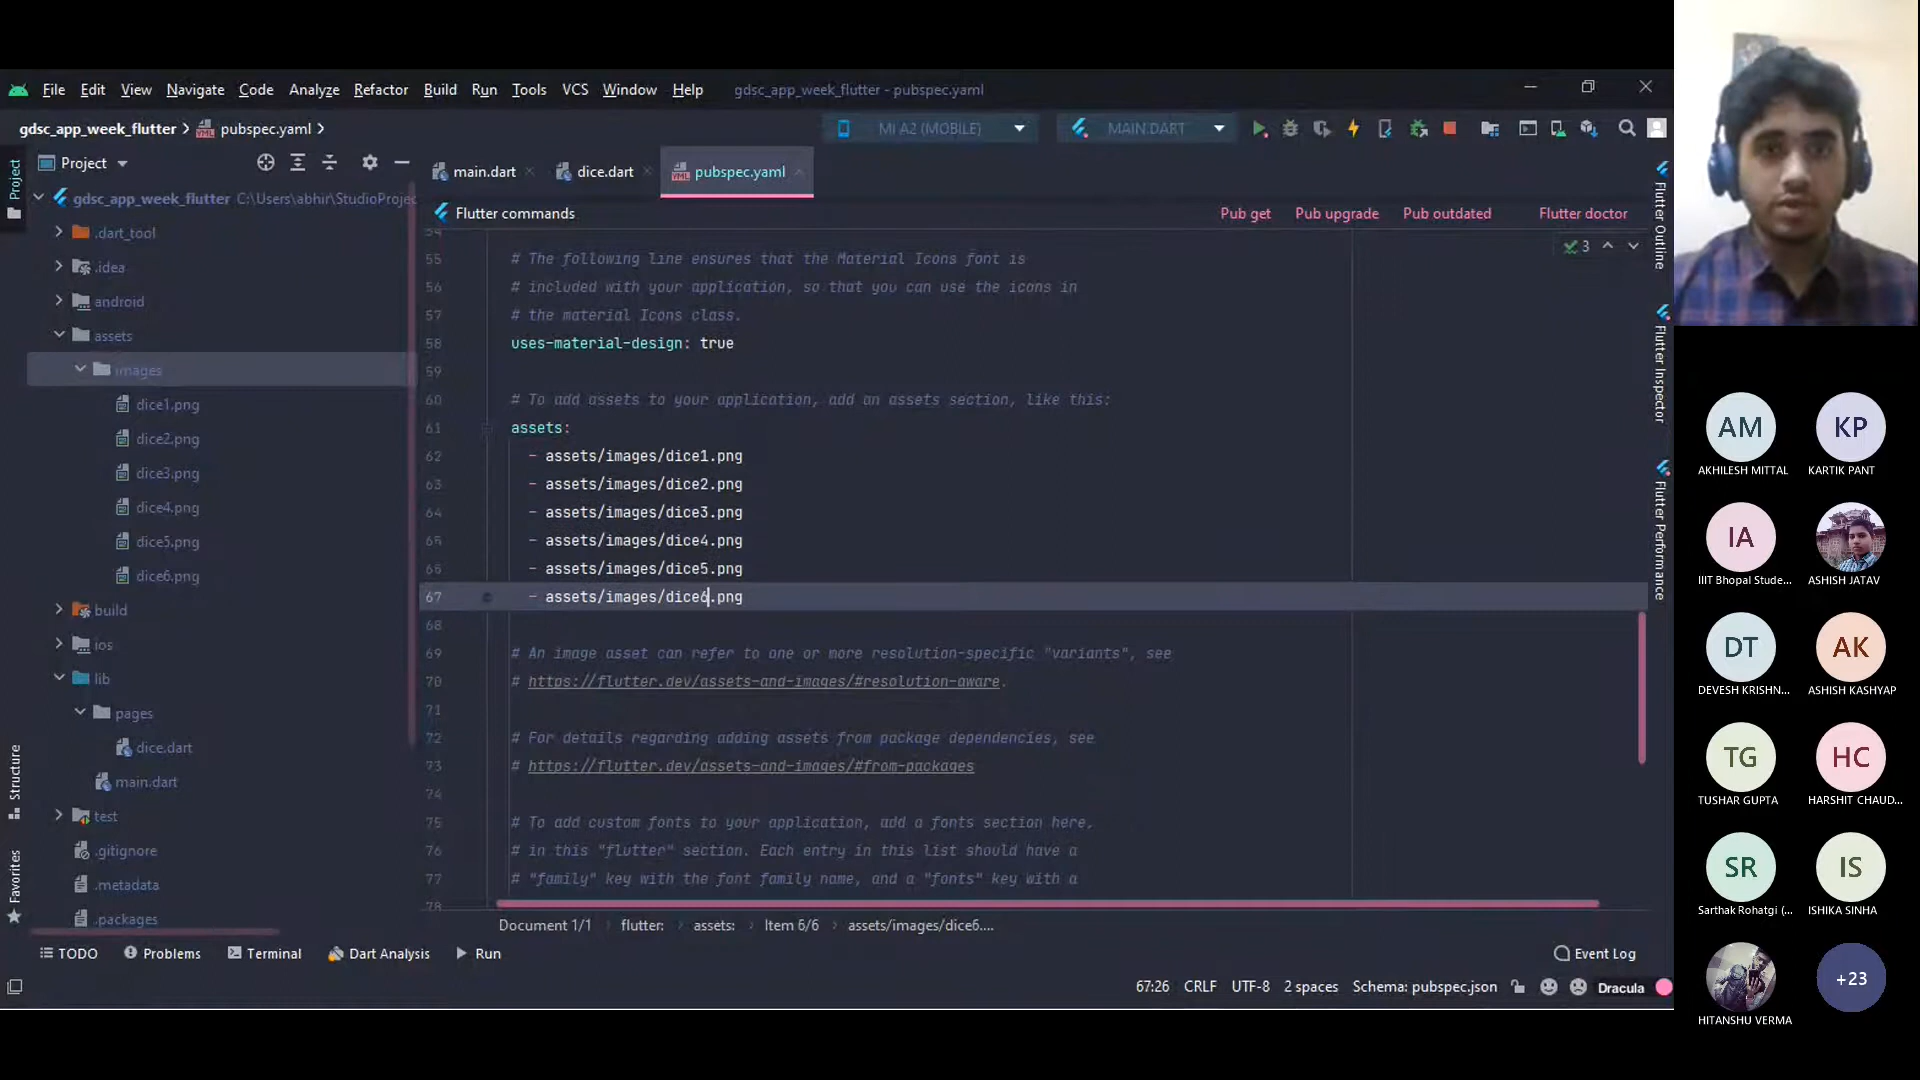 File Edit View Navigate Code Analyze Refactor Build Run Tools VCS Window Help gdsc_app_week_flutter - pubspec.yaml
gdsc_app_week_flutter pubspec.yaml
MI A2 (MOBILE) MAIN.DART
Project
Project
main.dart dice.dart pubspec.yaml
gdsc_app_week_flutter C:\Users\abhir\StudioProjec
Flutter commands Pub get Pub upgrade Pub outdated Flutter doctor
.dart_tool
.idea
android
assets
images
dice1.png
dice2.png
dice3.png
dice4.png
dice5.png
dice6.png
build
ios
lib
pages
dice.dart
main.dart
test
.gitignore
.metadata
.packages
3
54
55 # The following line ensures that the Material Icons font is
56 # included with your application, so that you can use the icons in
57 # the material Icons class.
58 uses-material-design: true
59
60 # To add assets to your application, add an assets section, like this:
61 assets:
62 - assets/images/dice1.png
63 - assets/images/dice2.png
64 - assets/images/dice3.png
65 - assets/images/dice4.png
66 - assets/images/dice5.png
67 - assets/images/dice6.png
68
69 # An image asset can refer to one or more resolution-specific "variants", see
70 # https://flutter.dev/assets-and-images/#resolution-aware.
71
72 # For details regarding adding assets from package dependencies, see
73 # https://flutter.dev/assets-and-images/#from-packages
74
75 # To add custom fonts to your application, add a fonts section here,
76 # in this "flutter" section. Each entry in this list should have a
77 # "family" key with the font family name, and a "fonts" key with a
78
Structure
Favorites
Flutter Outline
Flutter Inspector
Flutter Performance
Document 1/1 flutter: assets: Item 6/6 assets/images/dice6....
TODO Problems Terminal Dart Analysis Run Event Log
67:26 CRLF UTF-8 2 spaces Schema: pubspec.json Dracula
AM KP
AKHILESH MITTAL KARTIK PANT
IA
IIIT Bhopal Stude... ASHISH JATAV
DT AK
DEVESH KRISHN... ASHISH KASHYAP
TG HC
TUSHAR GUPTA HARSHIT CHAUD...
SR IS
Sarthak Rohatgi (... ISHIKA SINHA
+23
HITANSHU VERMA